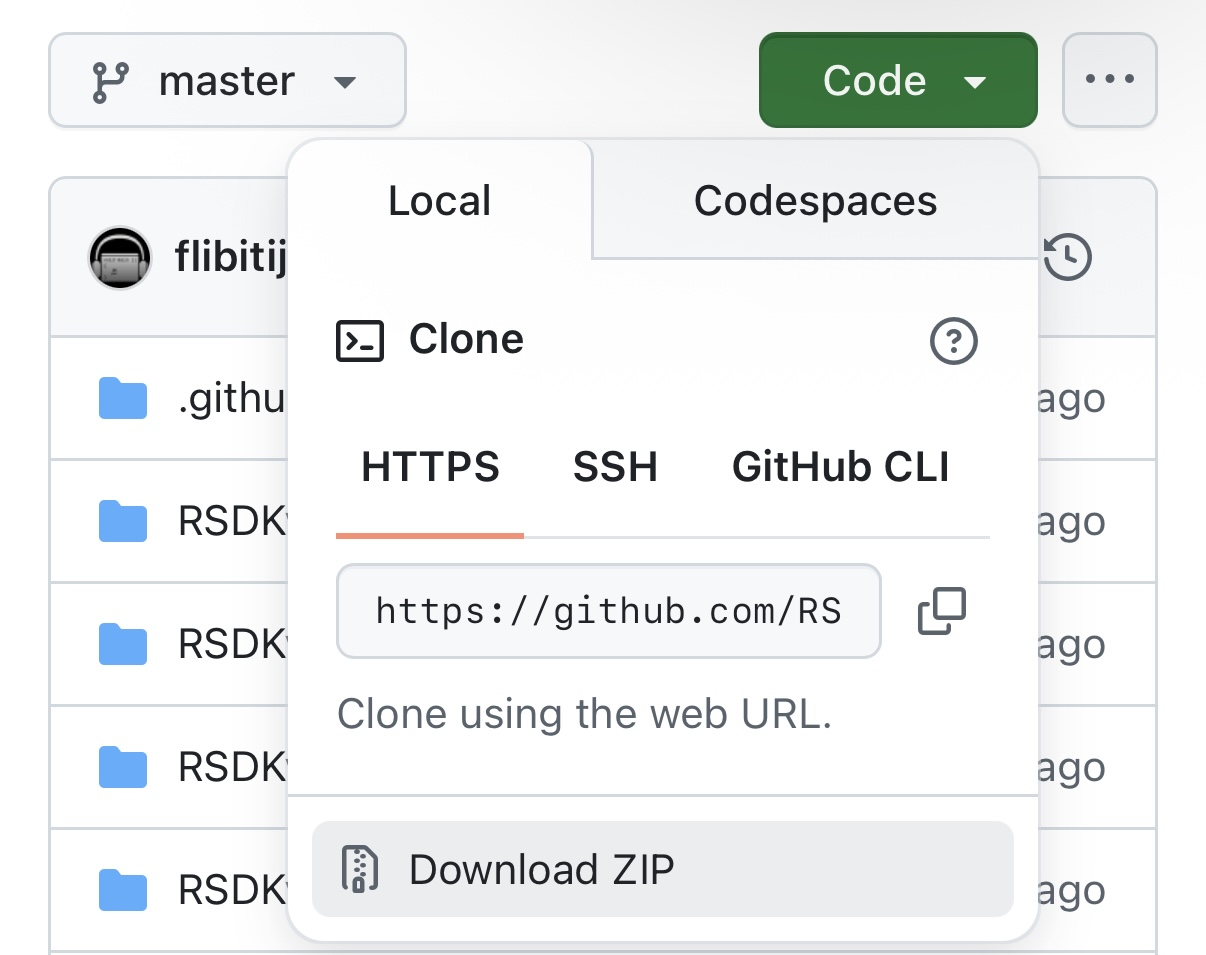 master
Code
Local
Codespaces
flibitij
Clone
.githu
ago
HTTPS
SSH
GitHub CLI
RSDK
ago
https://github.com/RS
RSDK
ago
Clone using the web URL.
RSDK
ago
Download ZIP
RSDK
ago